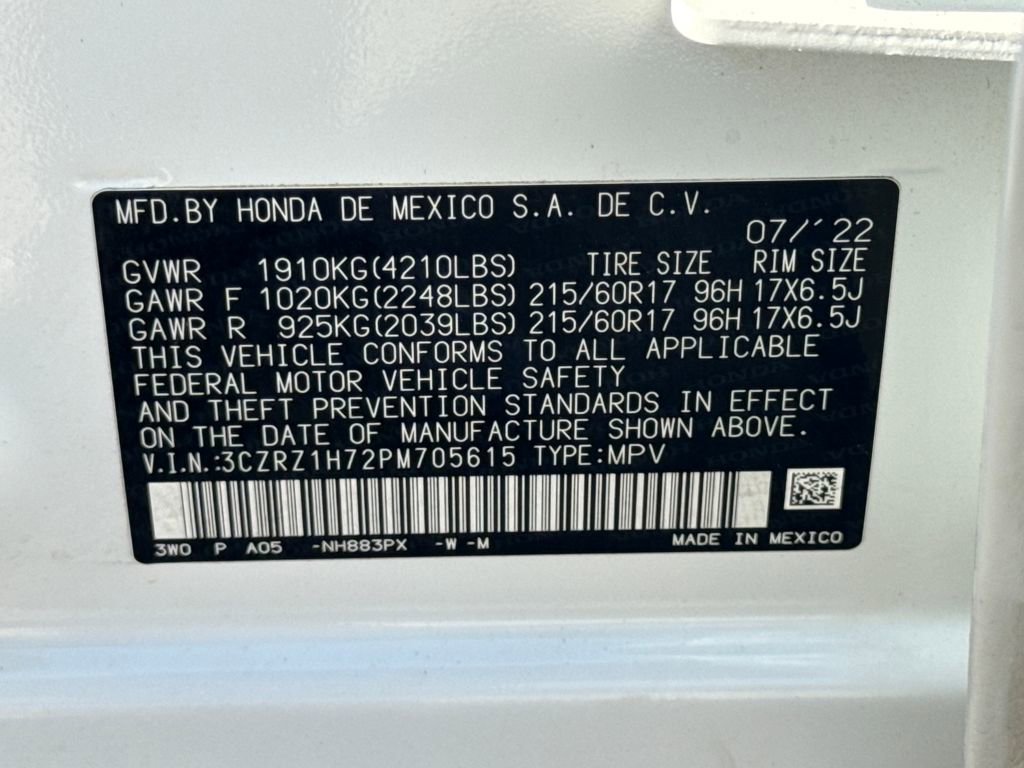 MFD.BY HONDA DE MEXICO S.A. DE C.V.
07/´22
GVWR 1910KG(4210LBS) TIRE SIZE RIM SIZE
GAWR F 1020KG(2248LBS) 215/60R17 96H 17X6.5J
GAWR R 925KG(2039LBS) 215/60R17 96H 17X6.5J
THIS VEHICLE CONFORMS TO ALL APPLICABLE
FEDERAL MOTOR VEHICLE SAFETY
AND THEFT PREVENTION STANDARDS IN EFFECT
ON THE DATE OF MANUFACTURE SHOWN ABOVE.
V.I.N.:3CZRZ1H72PM705615 TYPE:MPV
3W0 P A05 -NH883PX -W -M MADE IN MEXICO